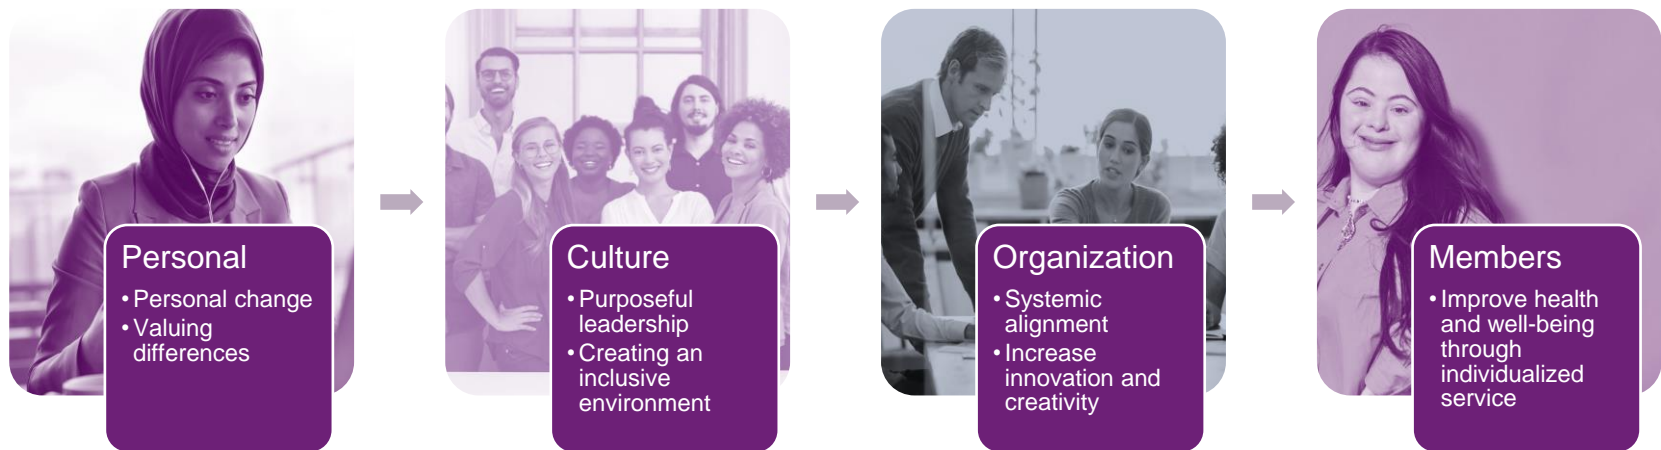 Personal
• Personal change
• Valuing
differences
Culture
• Purposeful
leadership
• Creating an
inclusive
environment
Organization
• Systemic
alignment
• Increase
innovation and
creativity
Members
• Improve health
and well-being
through
individualized
service